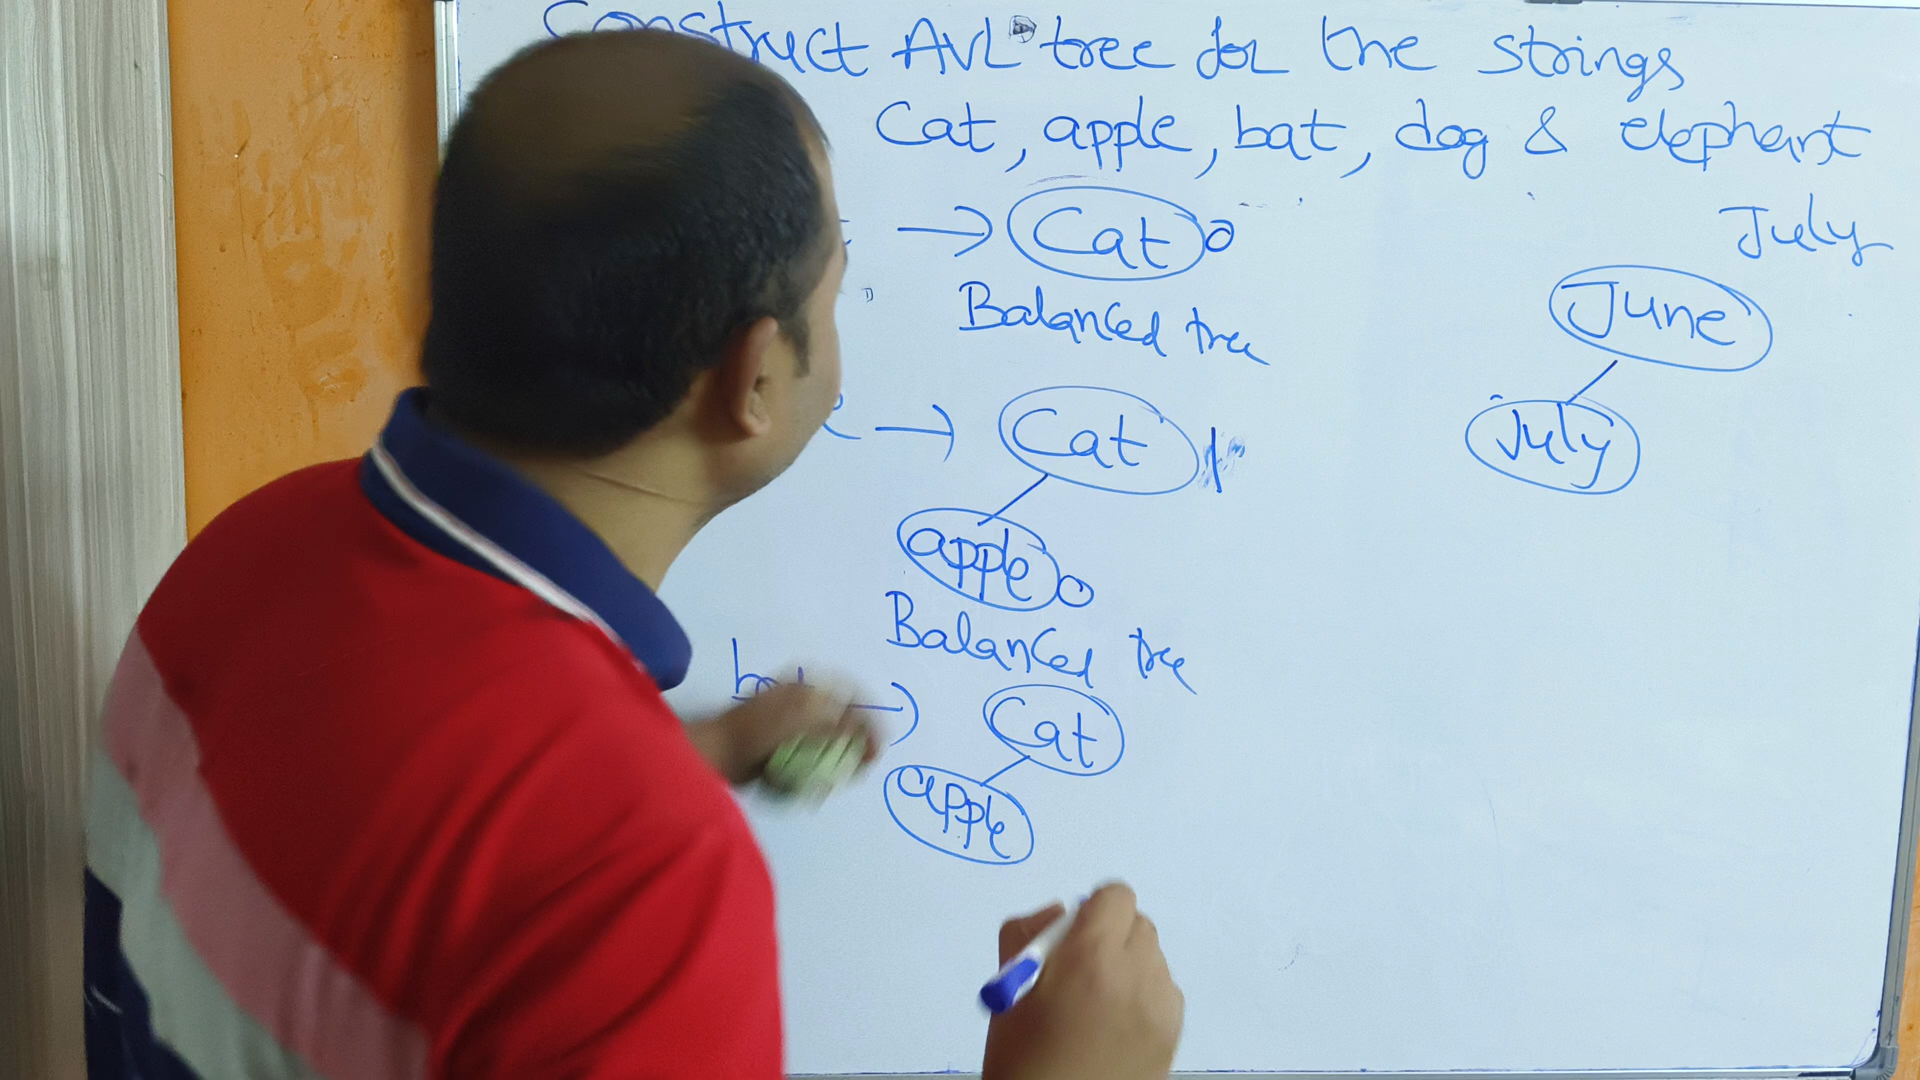 Construct AVL tree for the strings
Cat, apple, bat, dog & elephant
July
→ Cat 0
Balanced tree
June
July
→ Cat 1
apple 0
Balanced tree
→ Cat
apple